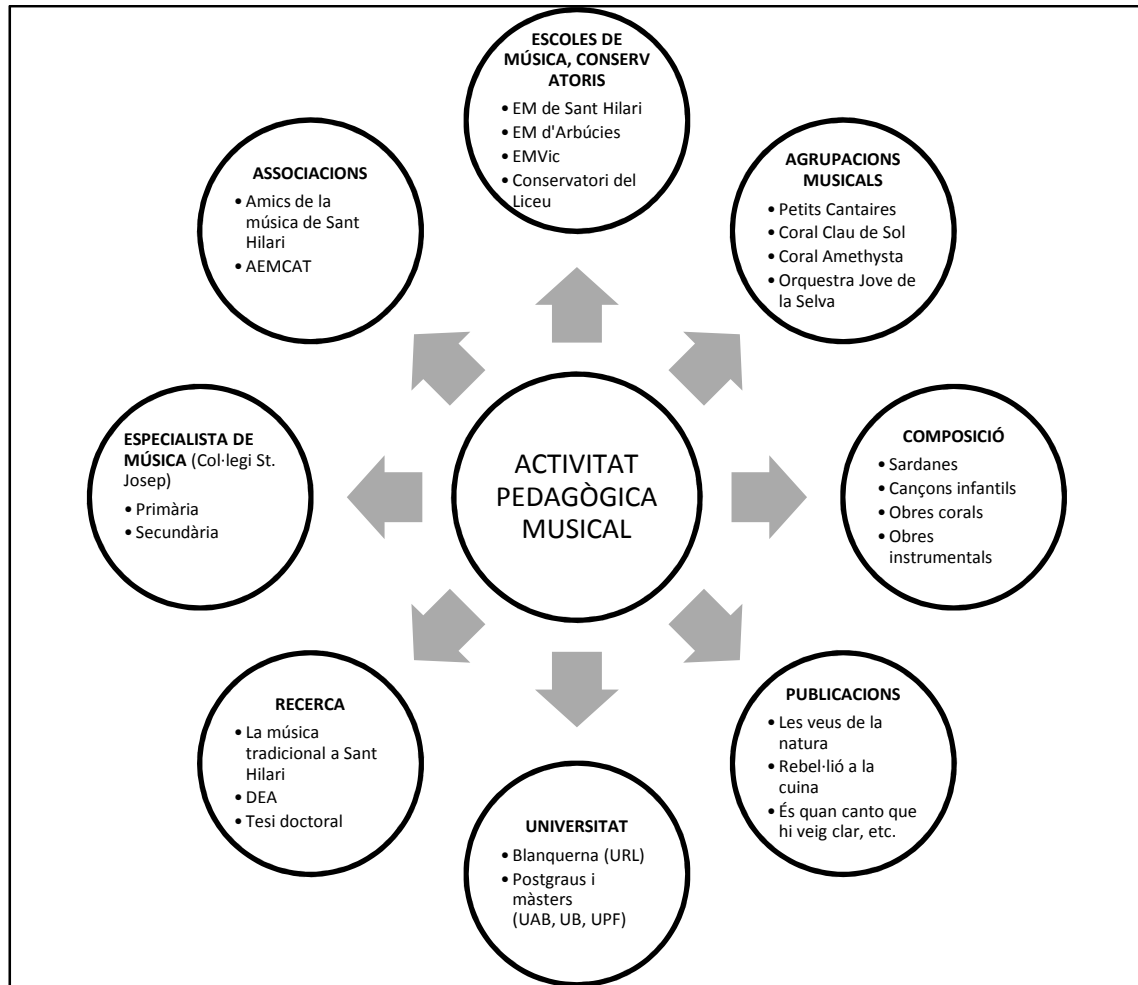 ESCOLES DE
MÚSICA, CONSERV
ATORIS
• EM de Sant Hilari
• EM d'Arbúcies
• EMVic
• Conservatori del
Liceu
AGRUPACIONS
MUSICALS
• Petits Cantaires
• Coral Clau de Sol
• Coral Amethysta
• Orquestra Jove de
la Selva
COMPOSICIÓ
• Sardanes
• Cançons infantils
• Obres corals
• Obres
instrumentals
PUBLICACIONS
• Les veus de la
natura
• Rebel·lió a la
cuina
• És quan canto que
hi veig clar, etc.
UNIVERSITAT
• Blanquerna (URL)
• Postgraus i
màsters
(UAB, UB, UPF)
RECERCA
• La música
tradicional a Sant
Hilari
• DEA
• Tesi doctoral
ESPECIALISTA DE
MÚSICA (Col·legi St.
Josep)
• Primària
• Secundària
ASSOCIACIONS
• Amics de la
música de Sant
Hilari
• AEMCAT
ACTIVITAT
PEDAGÒGICA
MUSICAL